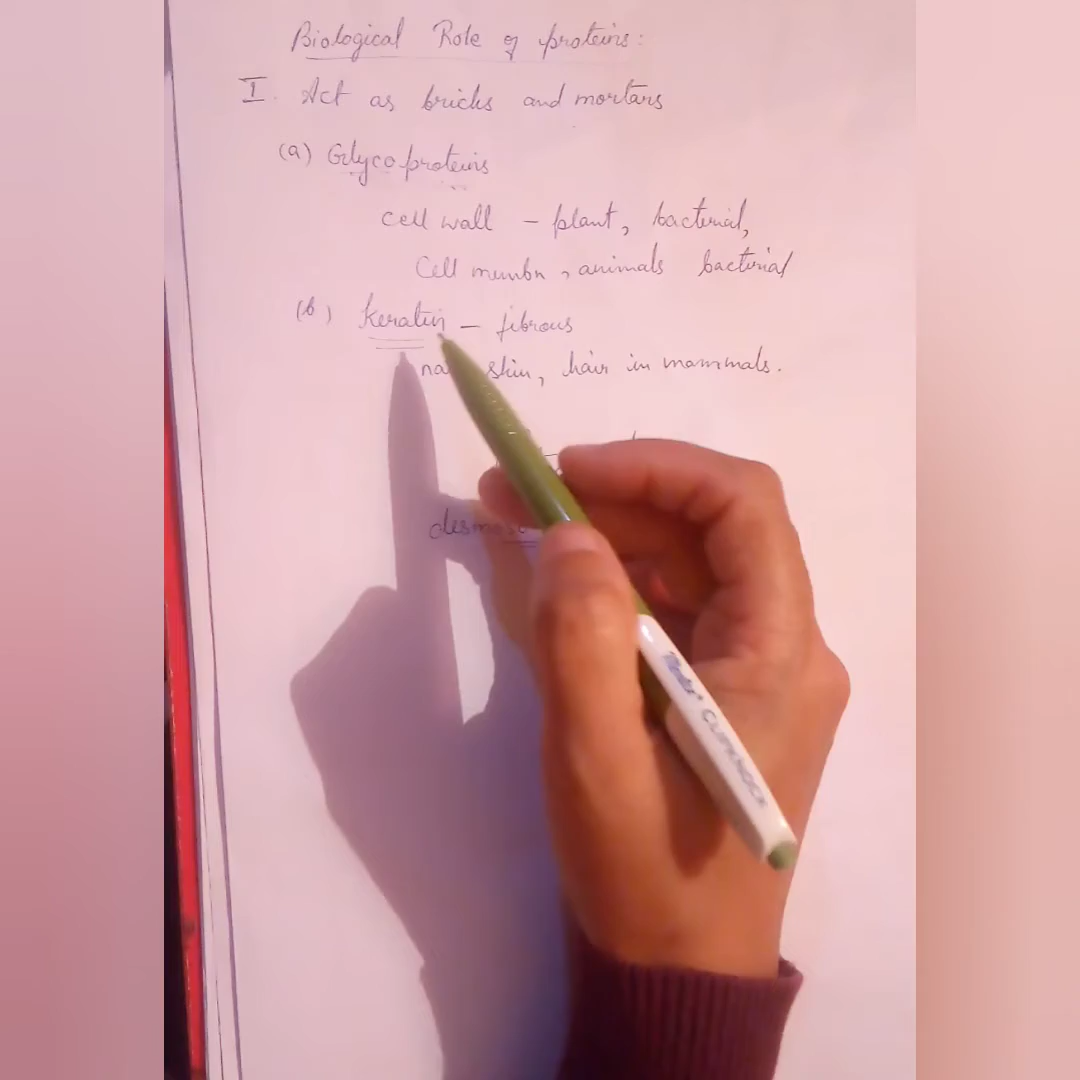 Biological Role of proteins:
I. Act as bricks and mortars
(a) Glycoproteins
cell wall – plant, bacterial,
Cell membn, animals bacterial
(b) Keratin – fibrous
skin, hair in mammals.